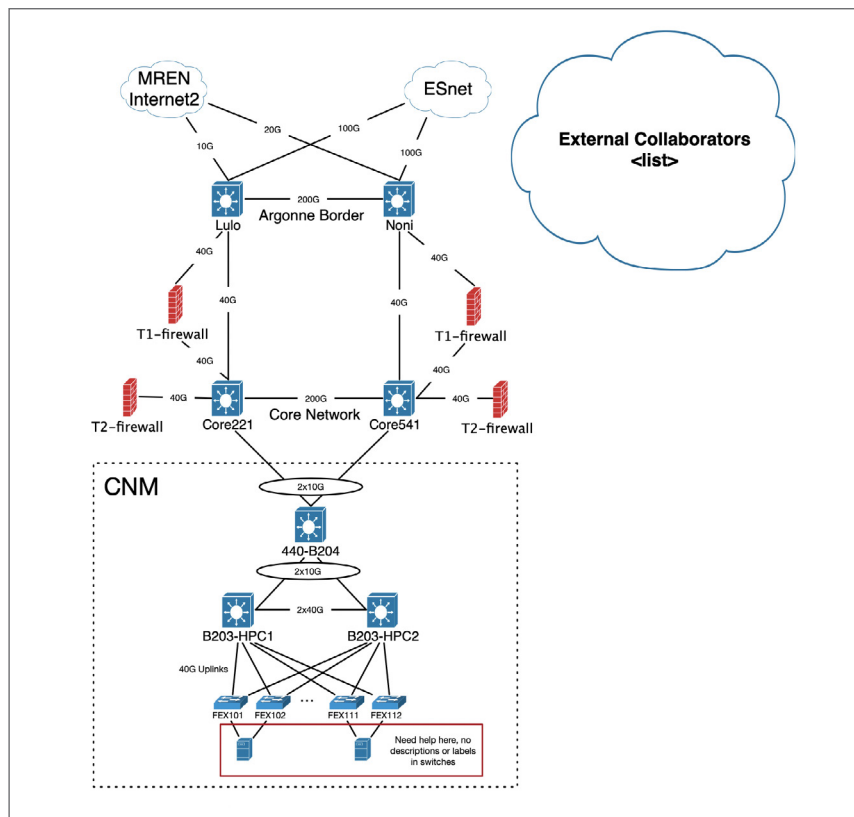 MREN
Internet2
ESnet
External Collaborators
<list>
10G
20G
100G
100G
200G
Argonne Border
Lulo
Noni
40G
40G
40G
40G
T1-firewall
T1-firewall
40G
40G
40G
200G
40G
Core Network
T2-firewall
Core221
Core541
T2-firewall
CNM
2x10G
440-B204
2x10G
2x40G
B203-HPC1
B203-HPC2
40G Uplinks
...
FEX101
FEX102
FEX111
FEX112
Need help here, no
descriptions or labels
in switches